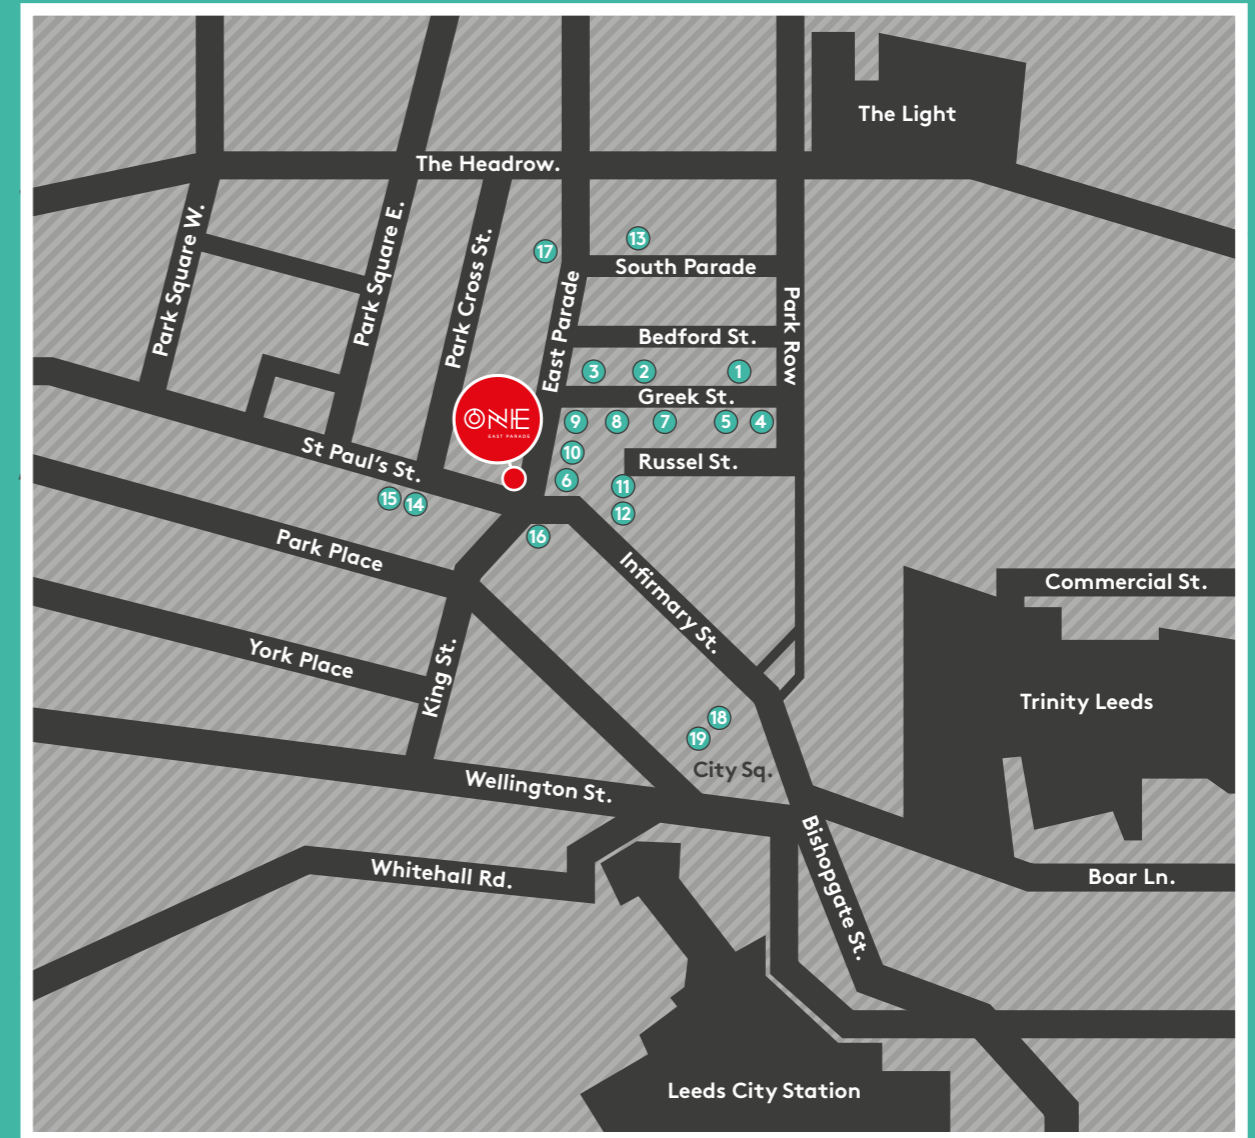 The Light
The Headrow.
Park Square W.
Park Square E.
Park Cross St.
17
13
South Parade
East Parade
Park Row
Bedford St.
3
2
1
Greek St.
ONE
EAST PARADE
9
8
7
5
4
10
Russel St.
6
11
12
St Paul's St.
15
14
16
Park Place
Infirmary St.
Commercial St.
York Place
King St.
Trinity Leeds
18
19
City Sq.
Wellington St.
Bishopgate St.
Whitehall Rd.
Boar Ln.
Leeds City Station